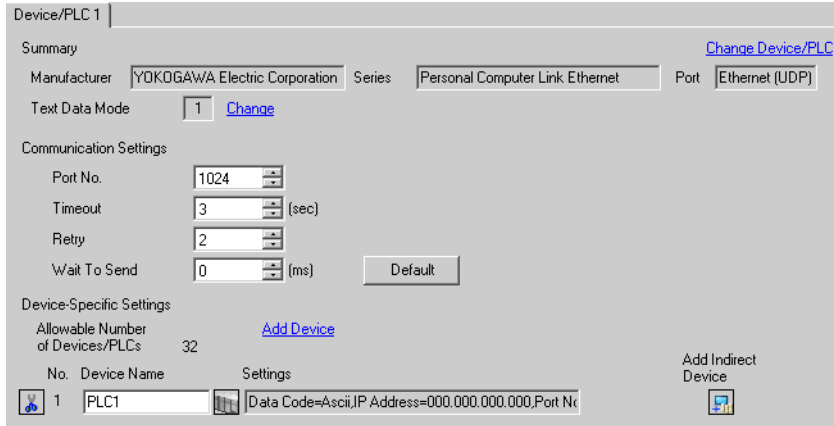 Device/PLC 1
Summary
Change Device/PLC
Manufacturer YOKOGAWA Electric Corporation Series Personal Computer Link Ethernet Port Ethernet (UDP)
Text Data Mode 1 Change
Communication Settings
Port No. 1024
Timeout 3 (sec)
Retry 2
Wait To Send 0 (ms) Default
Device-Specific Settings
Allowable Number
of Devices/PLCs 32
Add Device
Add Indirect
Device
No. Device Name Settings
1 PLC1 Data Code=Ascii,IP Address=000.000.000.000,Port